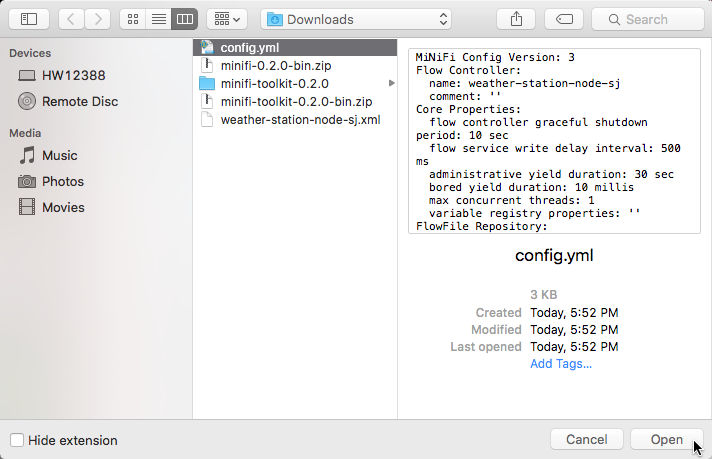 Downloads
Search
Devices
HW12388
Remote Disc
Media
Music
Photos
Movies
config.yml
minifi-0.2.0-bin.zip
minifi-toolkit-0.2.0
minifi-toolkit-0.2.0-bin.zip
weather-station-node-sj.xml
MiNiFi Config Version: 3
Flow Controller:
  name: weather-station-node-sj
  comment: ''
Core Properties:
  flow controller graceful shutdown
period: 10 sec
  flow service write delay interval: 500
ms
  administrative yield duration: 30 sec
  bored yield duration: 10 millis
  max concurrent threads: 1
  variable registry properties: ''
FlowFile Repository:
config.yml
3 KB
Created Today, 5:52 PM
Modified Today, 5:52 PM
Last opened Today, 5:52 PM
Add Tags...
Hide extension
Cancel
Open